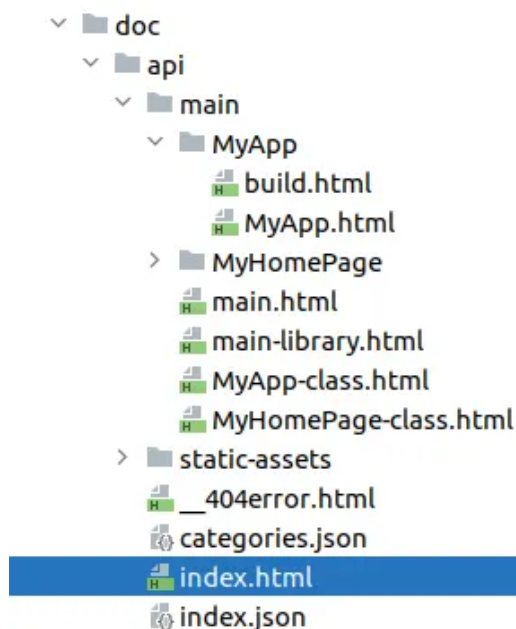 doc
api
main
MyApp
build.html
MyApp.html
MyHomePage
main.html
main-library.html
MyApp-class.html
MyHomePage-class.html
static-assets
__404error.html
categories.json
index.html
index.json